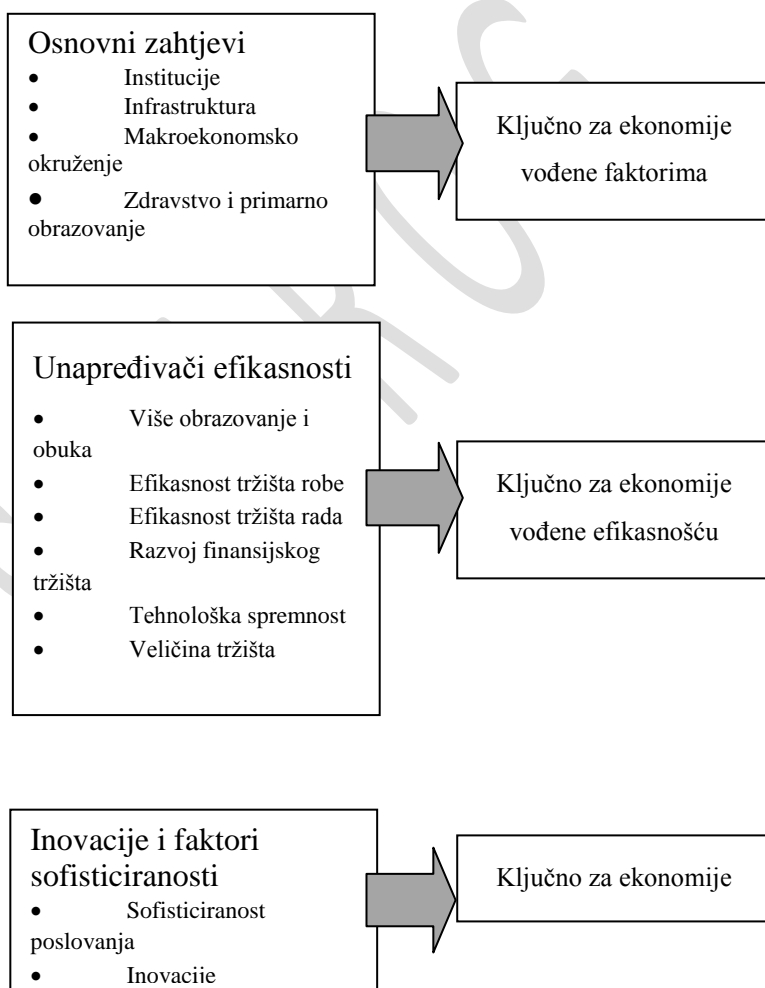 Osnovni zahtjevi
• Institucije
• Infrastruktura
• Makroekonomsko
okruženje
• Zdravstvo i primarno
obrazovanje
Ključno za ekonomije
vođene faktorima
Unapređivači efikasnosti
• Više obrazovanje i
obuka
• Efikasnost tržišta robe
• Efikasnost tržišta rada
• Razvoj finansijskog
tržišta
• Tehnološka spremnost
• Veličina tržišta
Ključno za ekonomije
vođene efikasnošću
Inovacije i faktori
sofisticiranosti
• Sofisticiranost
poslovanja
• Inovacije
Ključno za ekonomije